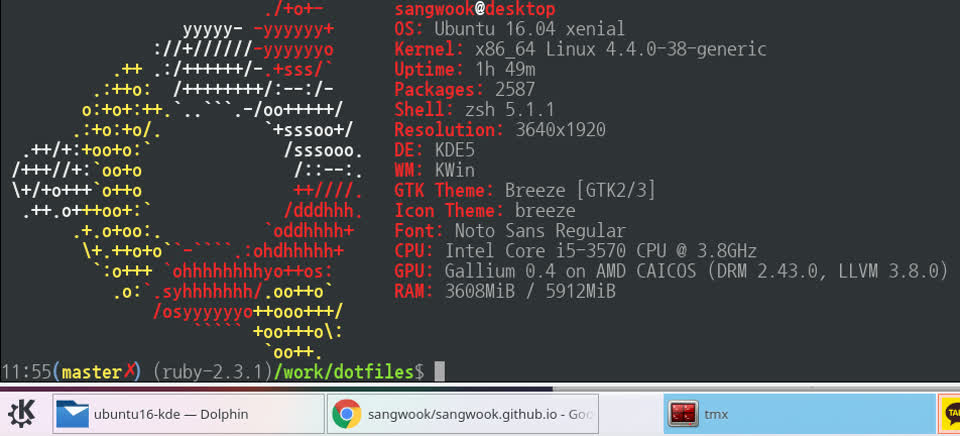 ./+o+-       sangwook@desktop
yyyyy- -yyyyyy+      OS: Ubuntu 16.04 xenial
://+//////-yyyyyyo      Kernel: x86_64 Linux 4.4.0-38-generic
.++ .:/++++++/-.+sss/`      Uptime: 1h 49m
.:++o:  /++++++++/:--:/-      Packages: 2587
o:+o+:++.`..```.-/oo+++++/      Shell: zsh 5.1.1
.:+o:+o/.          `+sssoo+/      Resolution: 3640x1920
.++/+:+oo+o:`             /sssooo.      DE: KDE5
/+++//+:`oo+o               /::--:.      WM: KWin
\+/+o+++`o++o               ++////.      GTK Theme: Breeze [GTK2/3]
.++.o+++oo+:`             /dddhhh.      Icon Theme: breeze
.+.o+oo:.          `oddhhhh+      Font: Noto Sans Regular
\+.++o+o``-````.:ohdhhhhh+      CPU: Intel Core i5-3570 CPU @ 3.8GHz
`:o+++ `ohhhhhhhhyo++os:      GPU: Gallium 0.4 on AMD CAICOS (DRM 2.43.0, LLVM 3.8.0)
.o:`.syhhhhhhh/.oo++o`      RAM: 3608MiB / 5912MiB
/osyyyyyyo++ooo+++/
````` +oo+++o\:
`oo++.
11:55(master✗) (ruby-2.3.1)/work/dotfiles$
ubuntu16-kde — Dolphin
sangwook/sangwook.github.io - Goo
tmx